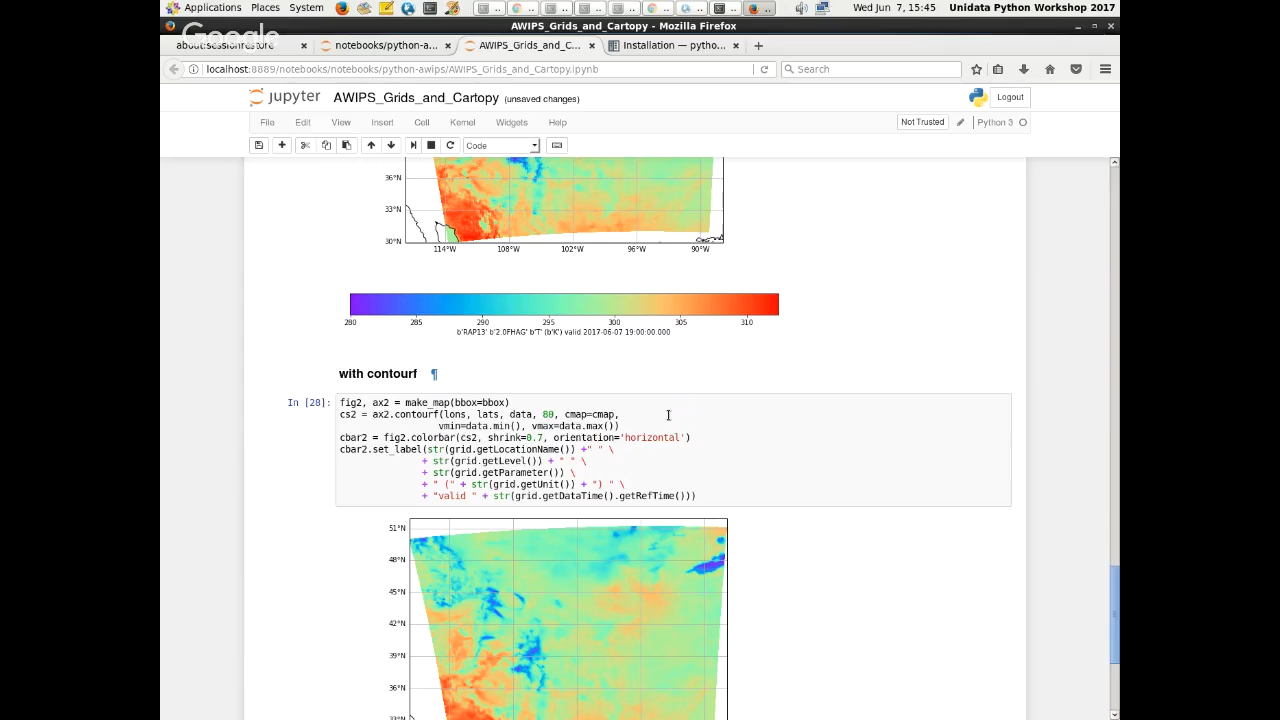 Applications Places System
Wed Jun 7, 15:45
Unidata Python Workshop 2017
Google
AWIPS_Grids_and_Cartopy - Mozilla Firefox
about:sessionrestore
notebooks/python-a...
AWIPS_Grids_and_C...
Installation — pytho...
localhost:8889/notebooks/notebooks/python-awips/AWIPS_Grids_and_Cartopy.ipynb
Search
jupyter AWIPS_Grids_and_Cartopy (unsaved changes)
Logout
File Edit View Insert Cell Kernel Widgets Help
Not Trusted
Python 3
Code
36°N
33°N
30°N
114°W 108°W 102°W 96°W 90°W
280 285 290 295 300 305 310
b'RAP13' b'2.0FHAG' b'T' (b'K') valid 2017-06-07 19:00:00.000
with contourf ¶
In [28]:
fig2, ax2 = make_map(bbox=bbox)
cs2 = ax2.contourf(lons, lats, data, 80, cmap=cmap,
vmin=data.min(), vmax=data.max())
cbar2 = fig2.colorbar(cs2, shrink=0.7, orientation='horizontal')
cbar2.set_label(str(grid.getLocationName()) +" " \
+ str(grid.getLevel()) + " " \
+ str(grid.getParameter()) \
+ " (" + str(grid.getUnit()) + ") " \
+ "valid " + str(grid.getDataTime().getRefTime()))
51°N
48°N
45°N
42°N
39°N
36°N
33°N